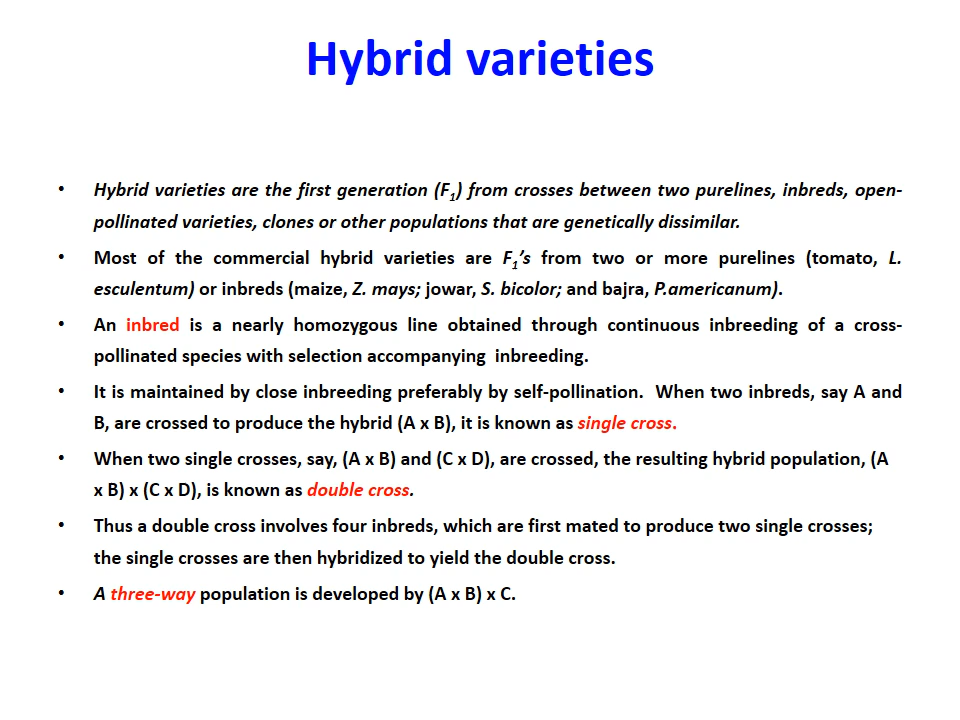 Hybrid varieties
• Hybrid varieties are the first generation (F1) from crosses between two purelines, inbreds, open-
pollinated varieties, clones or other populations that are genetically dissimilar.
• Most of the commercial hybrid varieties are F1's from two or more purelines (tomato, L.
esculentum) or inbreds (maize, Z. mays; jowar, S. bicolor; and bajra, P.americanum).
• An inbred is a nearly homozygous line obtained through continuous inbreeding of a cross-
pollinated species with selection accompanying inbreeding.
• It is maintained by close inbreeding preferably by self-pollination. When two inbreds, say A and
B, are crossed to produce the hybrid (A x B), it is known as single cross.
• When two single crosses, say, (A x B) and (C x D), are crossed, the resulting hybrid population, (A
x B) x (C x D), is known as double cross.
• Thus a double cross involves four inbreds, which are first mated to produce two single crosses;
the single crosses are then hybridized to yield the double cross.
• A three-way population is developed by (A x B) x C.